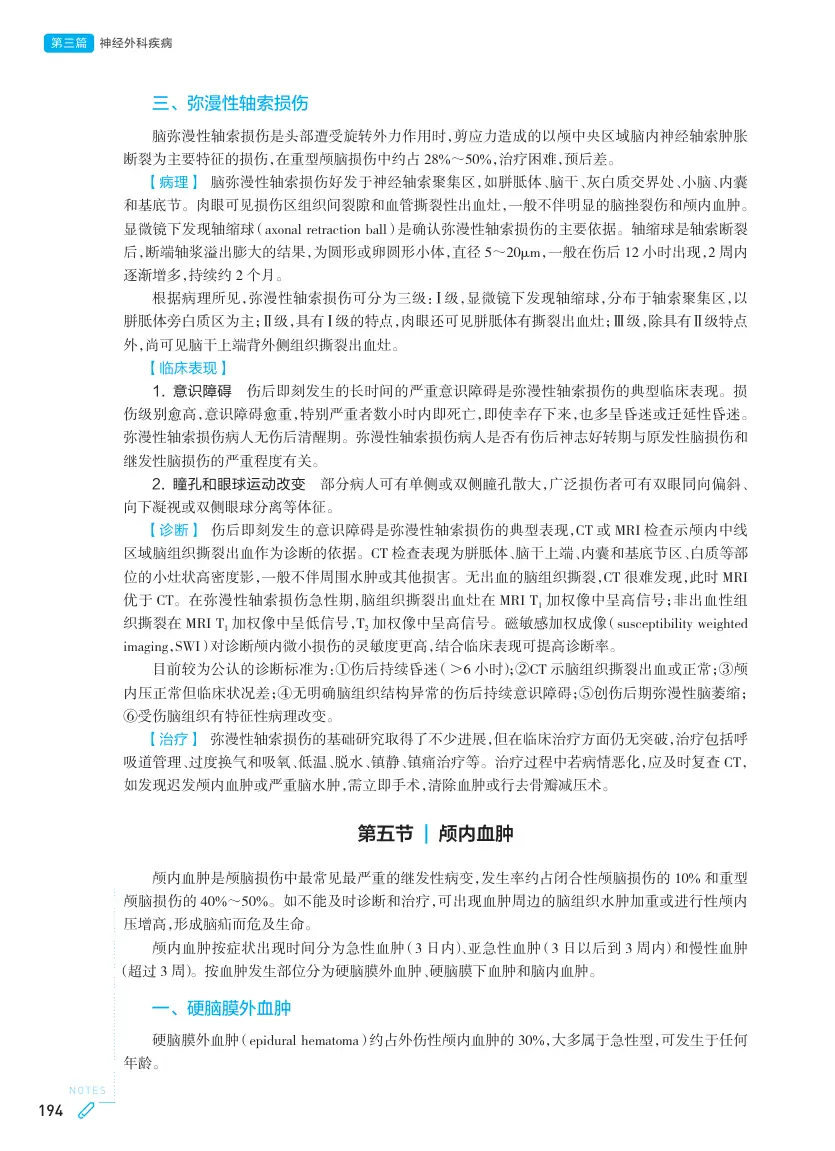 第三篇 神经外科疾病
三、弥漫性轴索损伤
脑弥漫性轴索损伤是头部遭受旋转外力作用时,剪应力造成的以颅中央区域脑内神经轴索肿胀
断裂为主要特征的损伤,在重型颅脑损伤中约占 28%～50%,治疗困难,预后差。
【病理】 脑弥漫性轴索损伤好发于神经轴索聚集区,如胼胝体、脑干、灰白质交界处、小脑、内囊
和基底节。肉眼可见损伤区组织间裂隙和血管撕裂性出血灶,一般不伴明显的脑挫裂伤和颅内血肿。
显微镜下发现轴缩球（axonal retraction ball）是确认弥漫性轴索损伤的主要依据。轴缩球是轴索断裂
后,断端轴浆溢出膨大的结果,为圆形或卵圆形小体,直径 5～20μm,一般在伤后 12 小时出现,2 周内
逐渐增多,持续约 2 个月。
根据病理所见,弥漫性轴索损伤可分为三级:Ⅰ级,显微镜下发现轴缩球,分布于轴索聚集区,以
胼胝体旁白质区为主;Ⅱ级,具有Ⅰ级的特点,肉眼还可见胼胝体有撕裂出血灶;Ⅲ级,除具有Ⅱ级特点
外,尚可见脑干上端背外侧组织撕裂出血灶。
【临床表现】
1. 意识障碍 伤后即刻发生的长时间的严重意识障碍是弥漫性轴索损伤的典型临床表现。损
伤级别愈高,意识障碍愈重,特别严重者数小时内即死亡,即使幸存下来,也多呈昏迷或迁延性昏迷。
弥漫性轴索损伤病人无伤后清醒期。弥漫性轴索损伤病人是否有伤后神志好转期与原发性脑损伤和
继发性脑损伤的严重程度有关。
2. 瞳孔和眼球运动改变 部分病人可有单侧或双侧瞳孔散大,广泛损伤者可有双眼同向偏斜、
向下凝视或双侧眼球分离等体征。
【诊断】 伤后即刻发生的意识障碍是弥漫性轴索损伤的典型表现,CT 或 MRI 检查示颅内中线
区域脑组织撕裂出血作为诊断的依据。CT 检查表现为胼胝体、脑干上端、内囊和基底节区、白质等部
位的小灶状高密度影,一般不伴周围水肿或其他损害。无出血的脑组织撕裂,CT 很难发现,此时 MRI
优于 CT。在弥漫性轴索损伤急性期,脑组织撕裂出血灶在 MRI T₁ 加权像中呈高信号;非出血性组
织撕裂在 MRI T₁ 加权像中呈低信号,T₂ 加权像中呈高信号。磁敏感加权成像（susceptibility weighted
imaging,SWI）对诊断颅内微小损伤的灵敏度更高,结合临床表现可提高诊断率。
目前较为公认的诊断标准为:①伤后持续昏迷（＞6 小时);②CT 示脑组织撕裂出血或正常;③颅
内压正常但临床状况差;④无明确脑组织结构异常的伤后持续意识障碍;⑤创伤后期弥漫性脑萎缩;
⑥受伤脑组织有特征性病理改变。
【治疗】 弥漫性轴索损伤的基础研究取得了不少进展,但在临床治疗方面仍无突破,治疗包括呼
吸道管理、过度换气和吸氧、低温、脱水、镇静、镇痛治疗等。治疗过程中若病情恶化,应及时复查 CT,
如发现迟发颅内血肿或严重脑水肿,需立即手术,清除血肿或行去骨瓣减压术。
第五节 | 颅内血肿
颅内血肿是颅脑损伤中最常见最严重的继发性病变,发生率约占闭合性颅脑损伤的 10% 和重型
颅脑损伤的 40%～50%。如不能及时诊断和治疗,可出现血肿周边的脑组织水肿加重或进行性颅内
压增高,形成脑疝而危及生命。
颅内血肿按症状出现时间分为急性血肿（3 日内）、亚急性血肿（3 日以后到 3 周内）和慢性血肿
（超过 3 周）。按血肿发生部位分为硬脑膜外血肿、硬脑膜下血肿和脑内血肿。
一、硬脑膜外血肿
硬脑膜外血肿（epidural hematoma）约占外伤性颅内血肿的 30%,大多属于急性型,可发生于任何
年龄。
NOTES
194